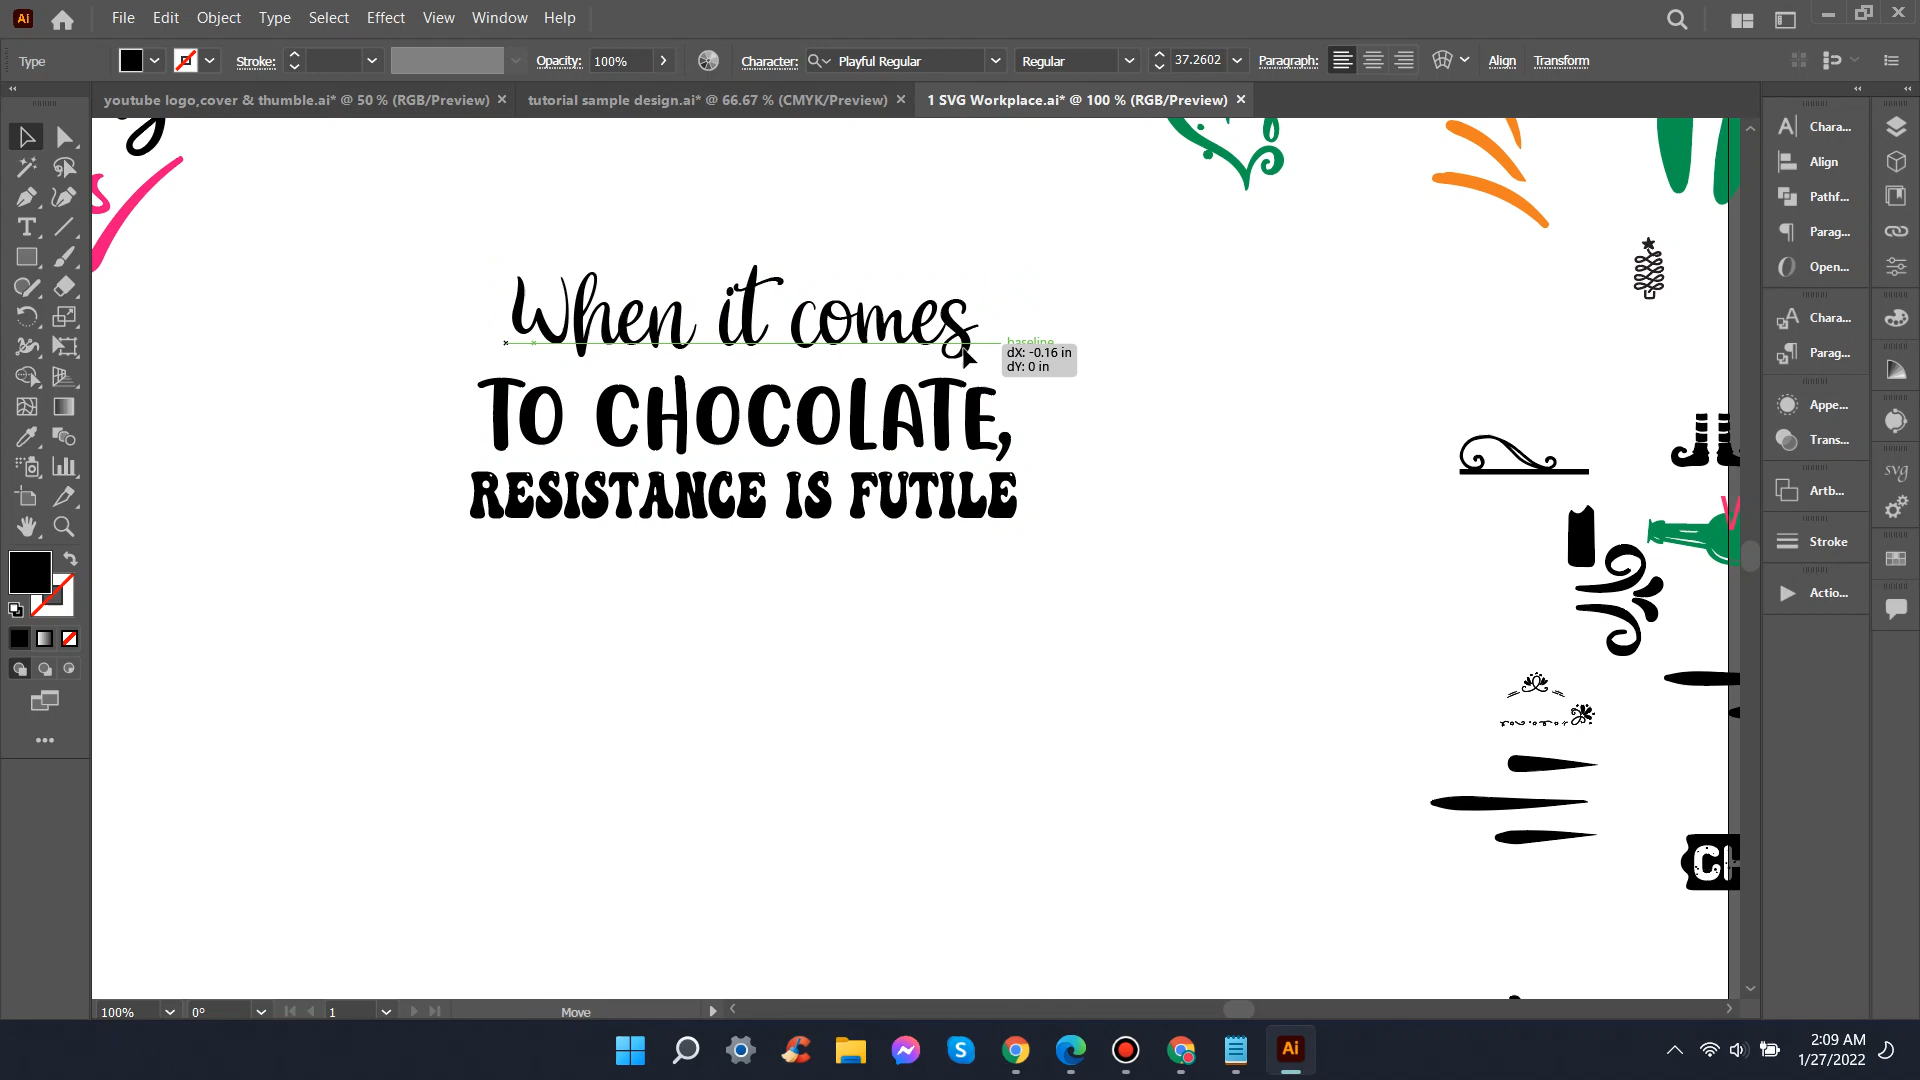 Ai File Edit Object Type Select Effect View Window Help
Type Stroke: Opacity: 100% Character: Playful Regular Regular 37.2602 Paragraph: Align Transform
youtube logo,cover & thumble.ai* @ 50 % (RGB/Preview) tutorial sample design.ai* @ 66.67 % (CMYK/Preview) 1 SVG Workplace.ai* @ 100 % (RGB/Preview)
Chara...
Align
Pathf...
Parag...
Open...
Chara...
Parag...
Appe...
Trans...
svg
Artb...
Stroke
Actio...
When it comes
baseline
dX: -0.16 in
dY: 0 in
TO CHOCOLATE,
RESISTANCE IS FUTILE
100% 0° 1 Move
Ai
2:09 AM
1/27/2022